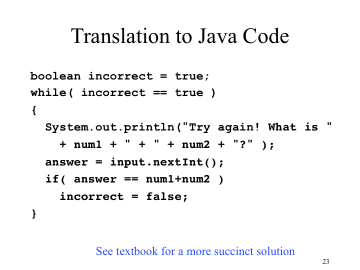 Translation to Java Code
boolean incorrect = true;
while( incorrect == true )
{
System.out.println("Try again! What is "
+ num1 + " + " + num2 + "?" );
answer = input.nextInt();
if( answer == num1+num2 )
incorrect = false;
}
See textbook for a more succinct solution
23